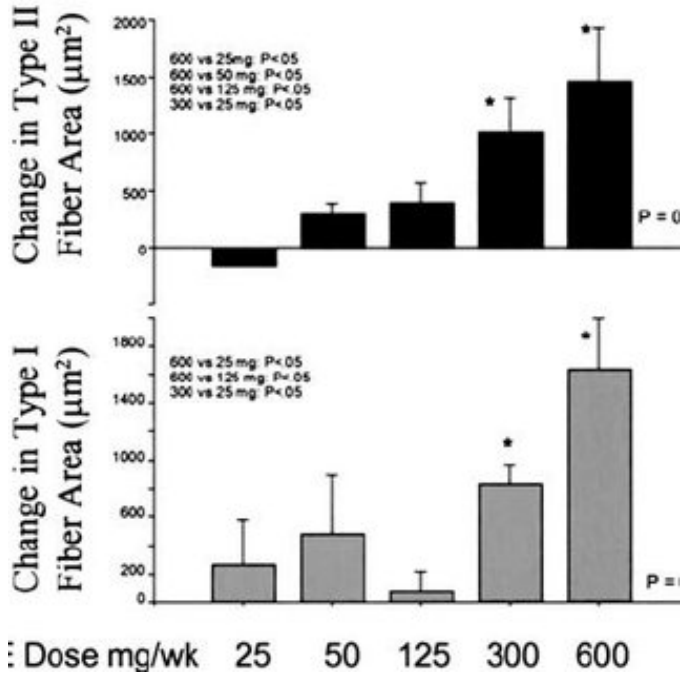 Change in Type II
Fiber Area (μm²)
2000
1500
1000
500
0
600 vs 25mg: P<.05
600 vs 50 mg: P<.05
600 vs 125 mg: P<.05
300 vs 25 mg: P<.05
*
*
P = 0
Change in Type I
Fiber Area (μm²)
1800
1400
1000
600
200
0
600 vs 25 mg: P<.05
600 vs 125 mg: P<.05
300 vs 25 mg: P<.05
*
*
P =
: Dose mg/wk 25 50 125 300 600